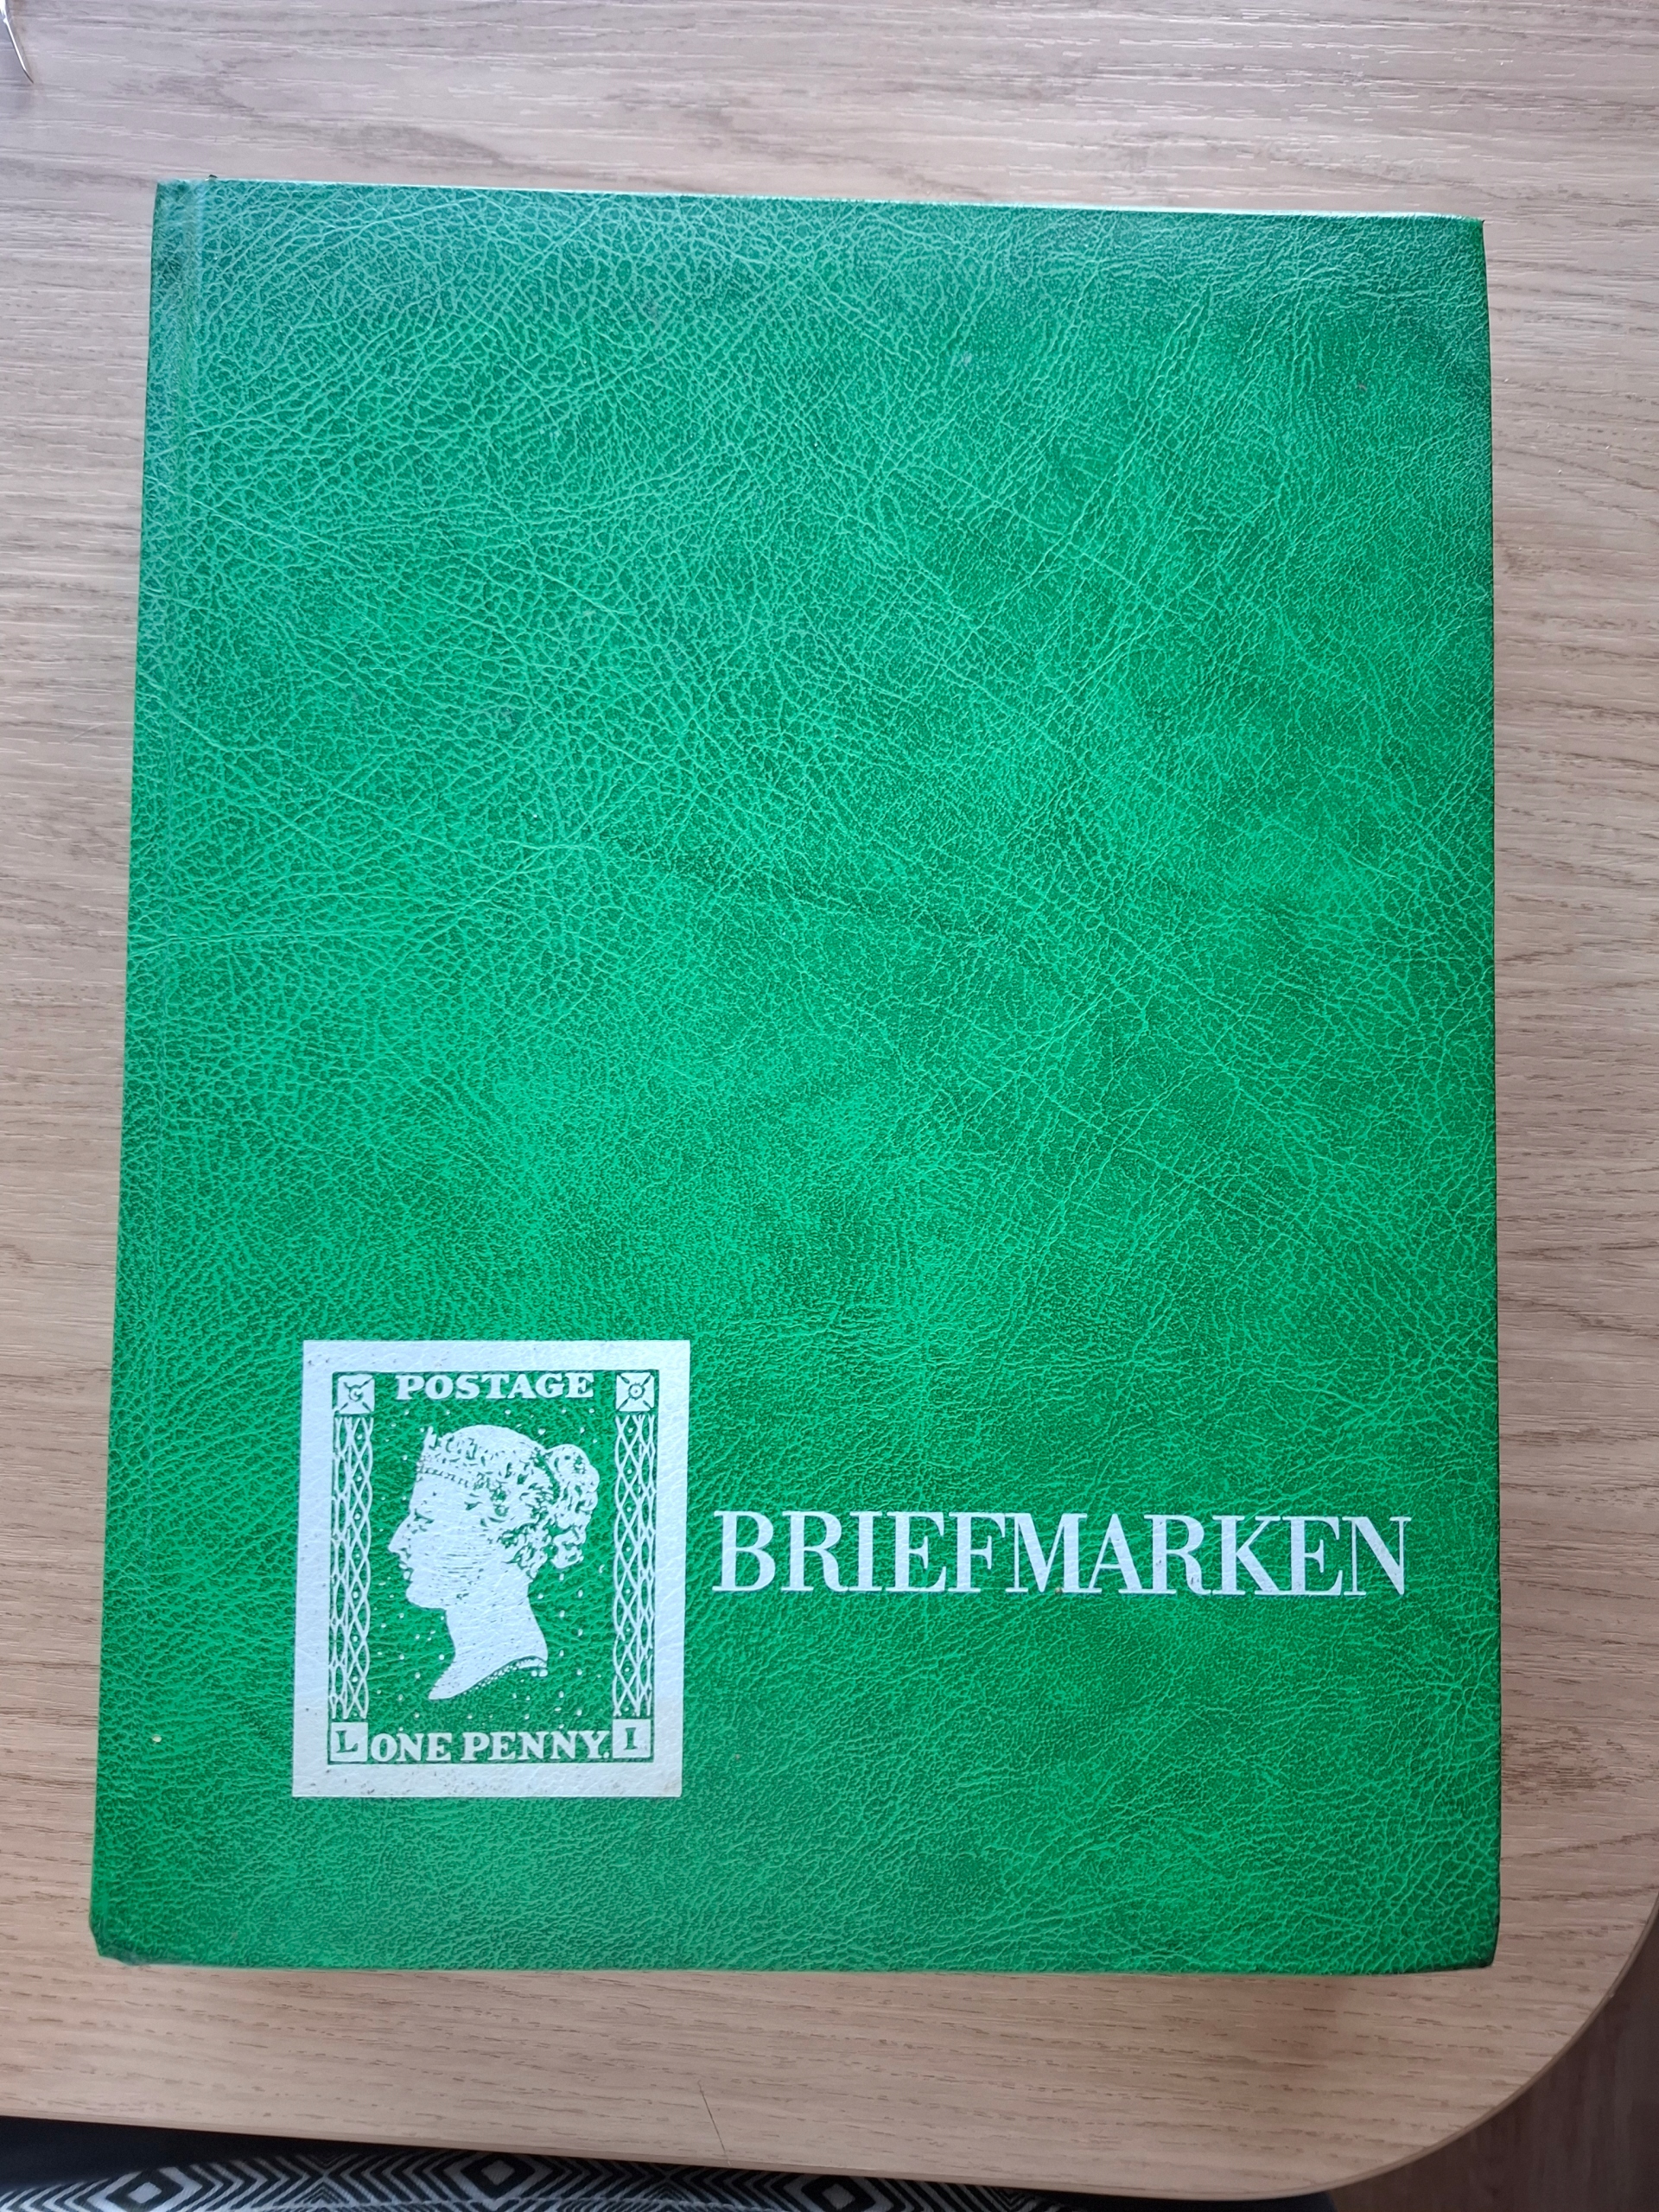 POSTAGE
BRIEFMARKEN
L ONE PENNY. I